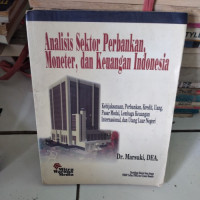 Analisis Sektor Perbankan,
Moneter, dan Keuangan Indonesia
Kebijaksanaan, Perbankan, Kredit, Uang,
Pasar Modal, Lembaga Keuangan
Internasional, dan Utang Luar Negeri
Dr. Marsuki, DEA.